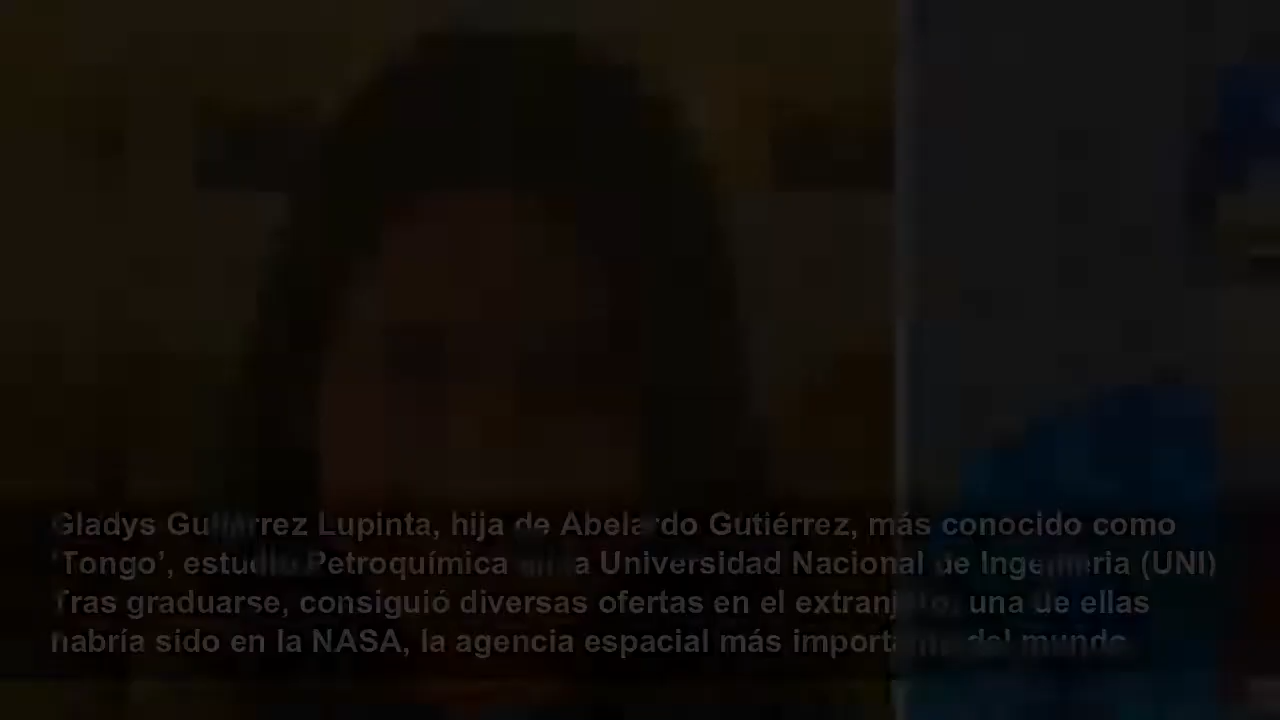 Gladys Gutiérrez Lupinta, hija de Abelardo Gutiérrez, más conocido como
'Tongo', estudio Petroquímica en la Universidad Nacional de Ingenieria (UNI)
Tras graduarse, consiguió diversas ofertas en el extranjero, una de ellas
habría sido en la NASA, la agencia espacial más importante del mundo.